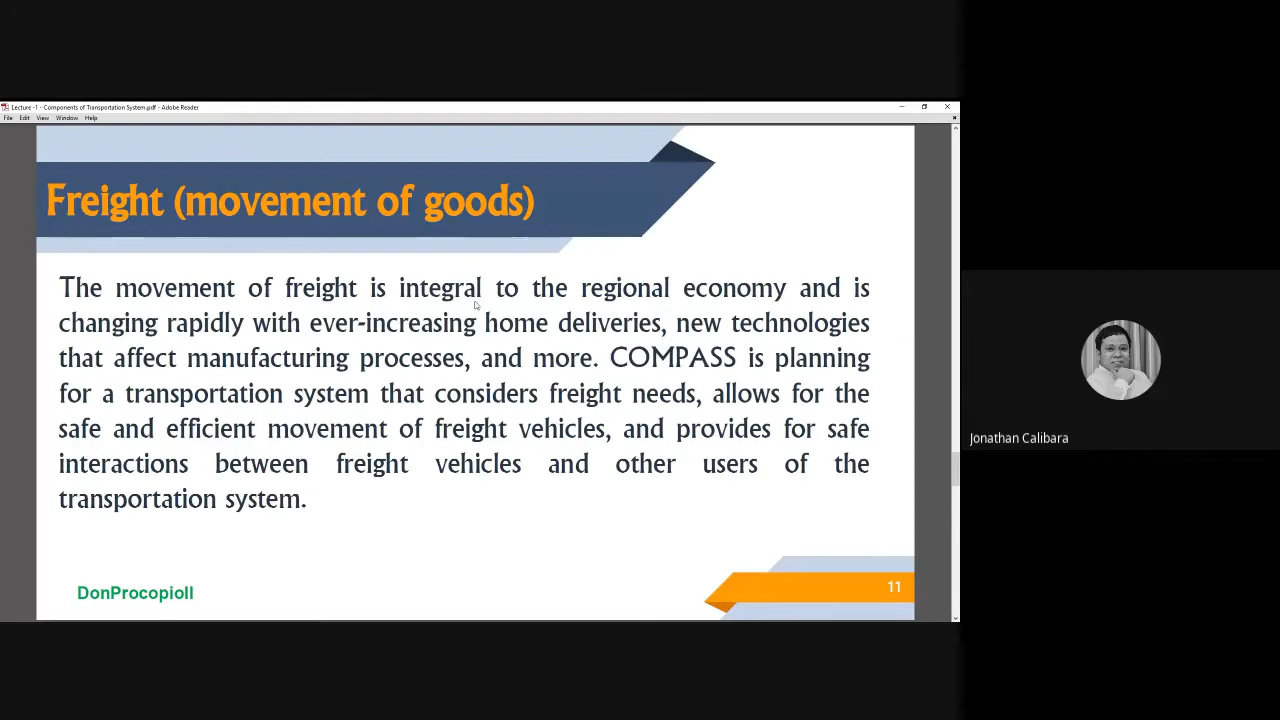 Lecture -1 - Components of Transportation System.pdf - Adobe Reader
File Edit View Window Help
Freight (movement of goods)
The movement of freight is integral to the regional economy and is
changing rapidly with ever-increasing home deliveries, new technologies
that affect manufacturing processes, and more. COMPASS is planning
for a transportation system that considers freight needs, allows for the
safe and efficient movement of freight vehicles, and provides for safe
interactions between freight vehicles and other users of the
transportation system.
DonProcopioII
11
Jonathan Calibara